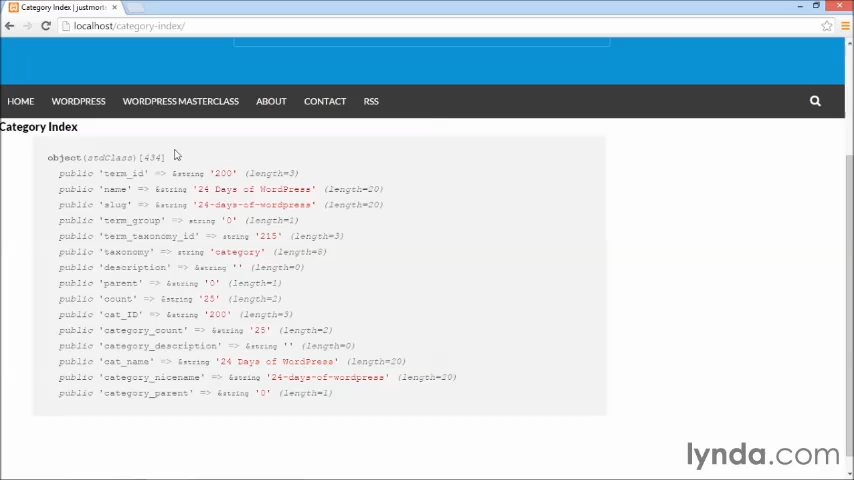 Category Index | justmorte
localhost/category-index/
HOME WORDPRESS WORDPRESS MASTERCLASS ABOUT CONTACT RSS
Category Index
object(stdClass)[434]
public 'term_id' => &string '200' (length=3)
public 'name' => &string '24 Days of WordPress' (length=20)
public 'slug' => &string '24-days-of-wordpress' (length=20)
public 'term_group' => string '0' (length=1)
public 'term_taxonomy_id' => string '215' (length=3)
public 'taxonomy' => string 'category' (length=8)
public 'description' => &string '' (length=0)
public 'parent' => &string '0' (length=1)
public 'count' => &string '25' (length=2)
public 'cat_ID' => &string '200' (length=3)
public 'category_count' => &string '25' (length=2)
public 'category_description' => &string '' (length=0)
public 'cat_name' => &string '24 Days of WordPress' (length=20)
public 'category_nicename' => &string '24-days-of-wordpress' (length=20)
public 'category_parent' => &string '0' (length=1)
lynda.com